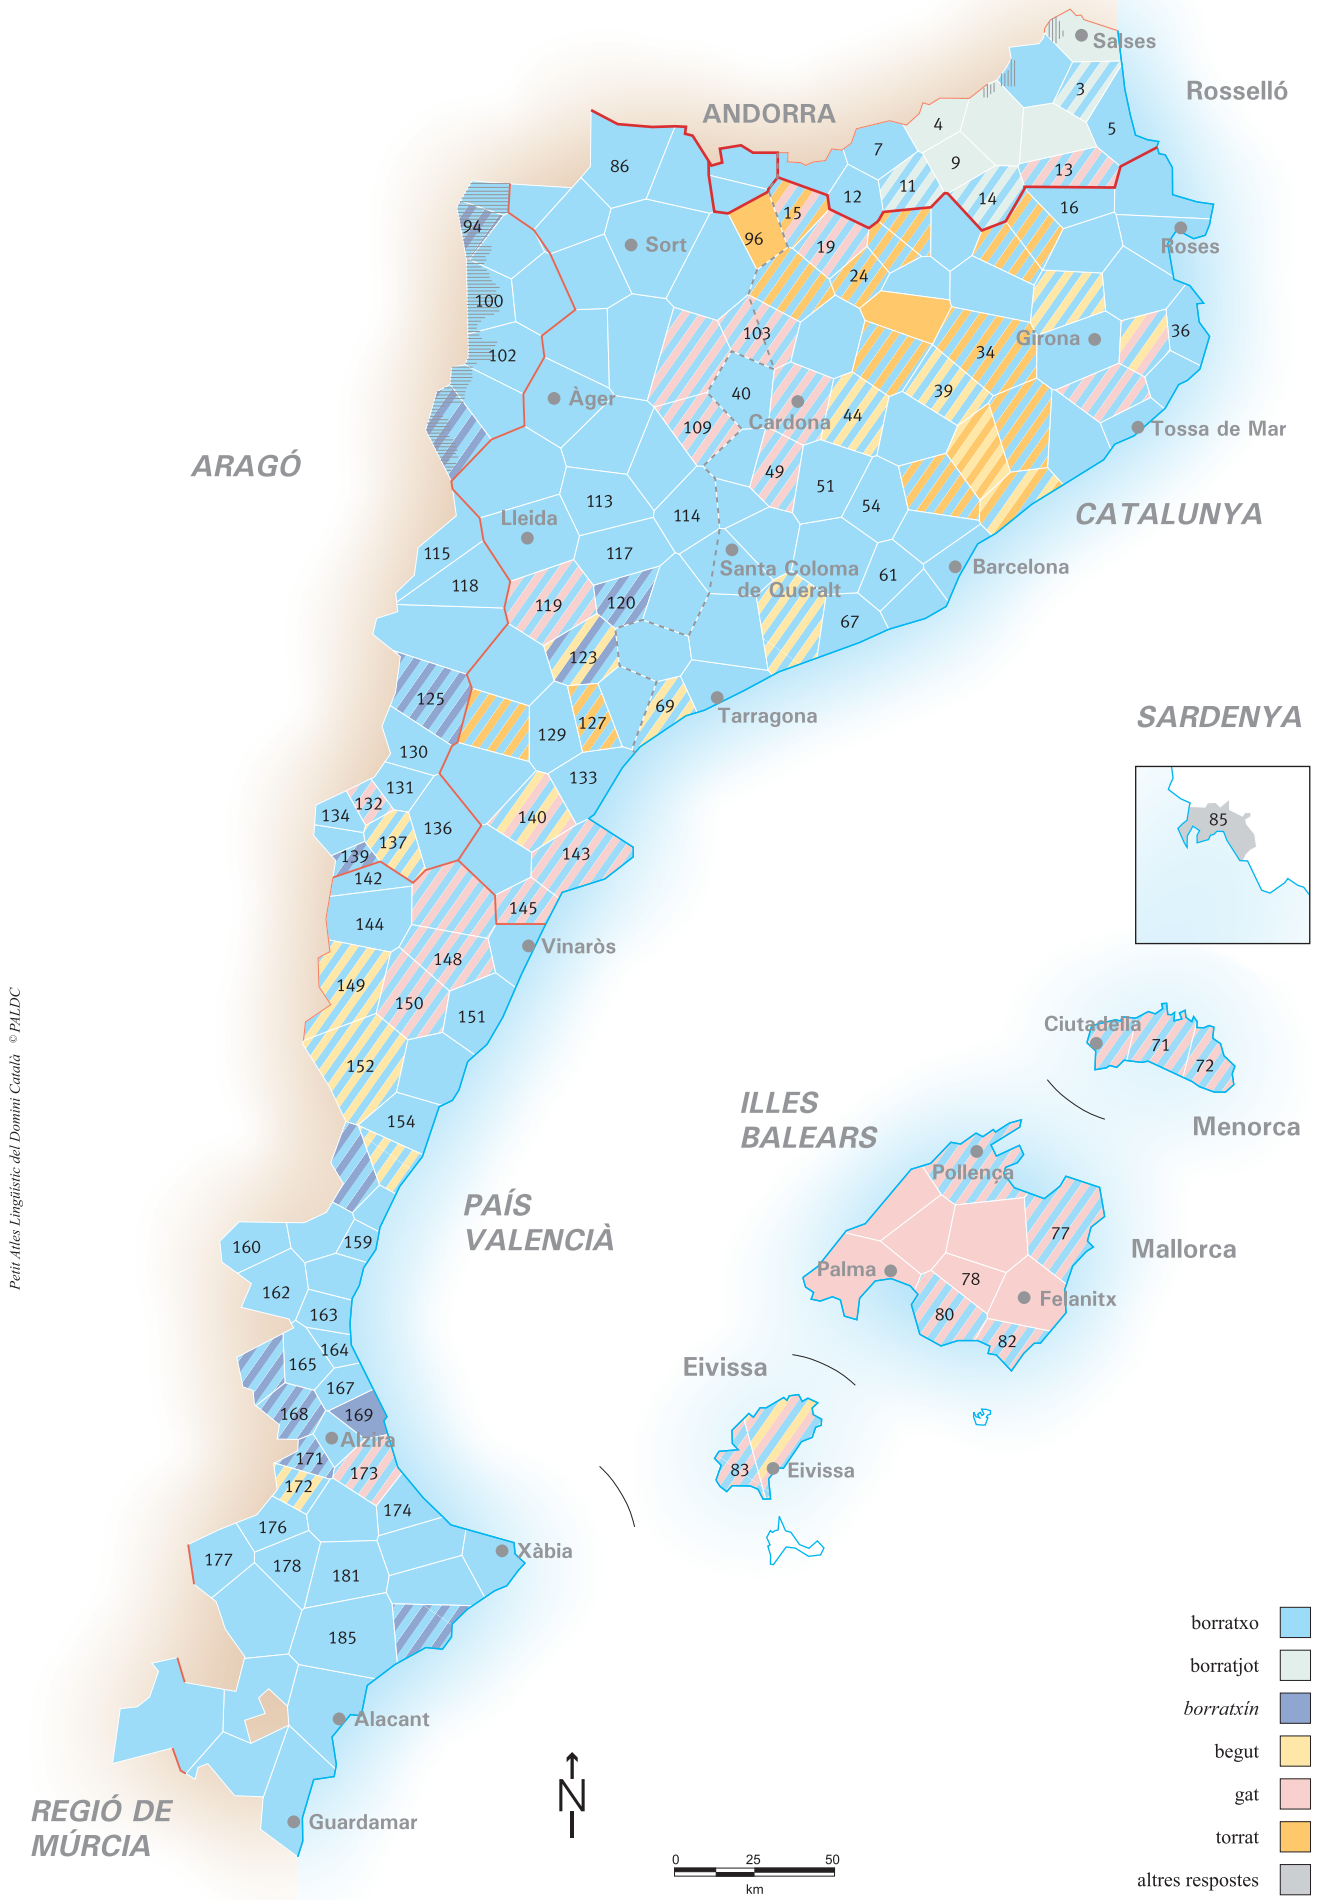 Salses
Rosselló
3
ANDORRA
4
5
7
86
9
13
11
12
14
16
15
94
96
19
Sort
Roses
24
100
103
36
Girona
34
102
39
40
Àger
Cardona
44
109
Tossa de Mar
ARAGÓ
49
51
113
54
CATALUNYA
114
Lleida
115
117
Santa Coloma
de Queralt
Barcelona
61
118
119
120
67
123
125
69
Tarragona
SARDENYA
127
129
130
133
131
132
134
140
136
85
137
139
143
142
145
144
Vinaròs
148
149
150
151
Petit Atles Lingüístic del Domini Català © PALDC
Ciutadella
71
72
152
ILLES
BALEARS
154
Menorca
Pollença
PAÍS
VALENCIÀ
159
160
77
Mallorca
Palma
78
162
Felanitx
163
80
164
82
165
Eivissa
167
168
169
Alzira
171
173
83
Eivissa
172
174
176
Xàbia
177
178
181
185
borratxo
borratjot
borratxín
begut
gat
torrat
altres respostes
Alacant
N
REGIÓ DE
MÚRCIA
Guardamar
0 25 50
km